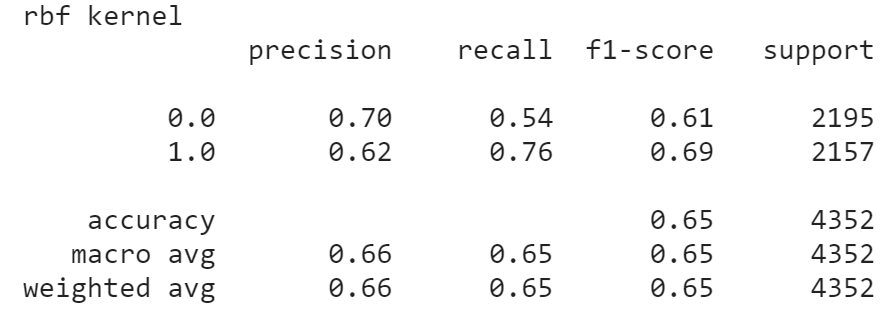 rbf kernel
precision recall f1-score support
0.0 0.70 0.54 0.61 2195
1.0 0.62 0.76 0.69 2157
accuracy 0.65 4352
macro avg 0.66 0.65 0.65 4352
weighted avg 0.66 0.65 0.65 4352